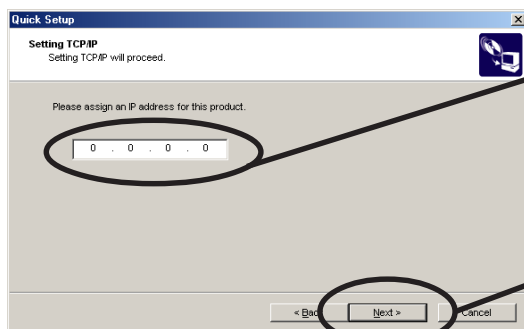 Quick Setup
Setting TCP/IP
Setting TCP/IP will proceed.
Please assign an IP address for this product.
0 . 0 . 0 . 0
Next >
Cancel